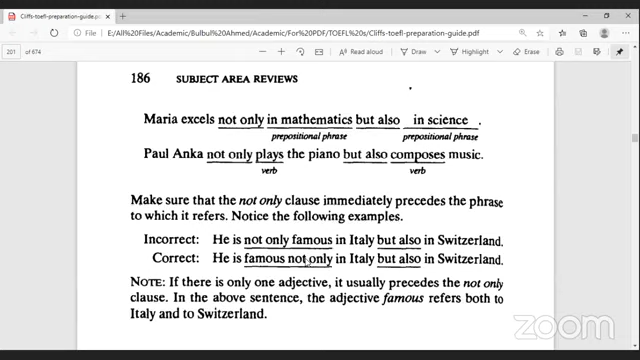 Cliffs-toefl-preparation-guide.pdf
File
E:/All%20Files/Academic/Bulbul%20Ahmed/Academic/For%20PDF/TOEFL%20s/Cliffs-toefl-preparation-guide.pdf
201 of 674
Read aloud Draw Highlight Erase
186 SUBJECT AREA REVIEWS
Maria excels not only in mathematics but also in science .
prepositional phrase prepositional phrase
Paul Anka not only plays the piano but also composes music.
verb verb
Make sure that the not only clause immediately precedes the phrase
to which it refers. Notice the following examples.
Incorrect: He is not only famous in Italy but also in Switzerland.
Correct: He is famous not only in Italy but also in Switzerland.
NOTE: If there is only one adjective, it usually precedes the not only
clause. In the above sentence, the adjective famous refers both to
Italy and to Switzerland.
zoom